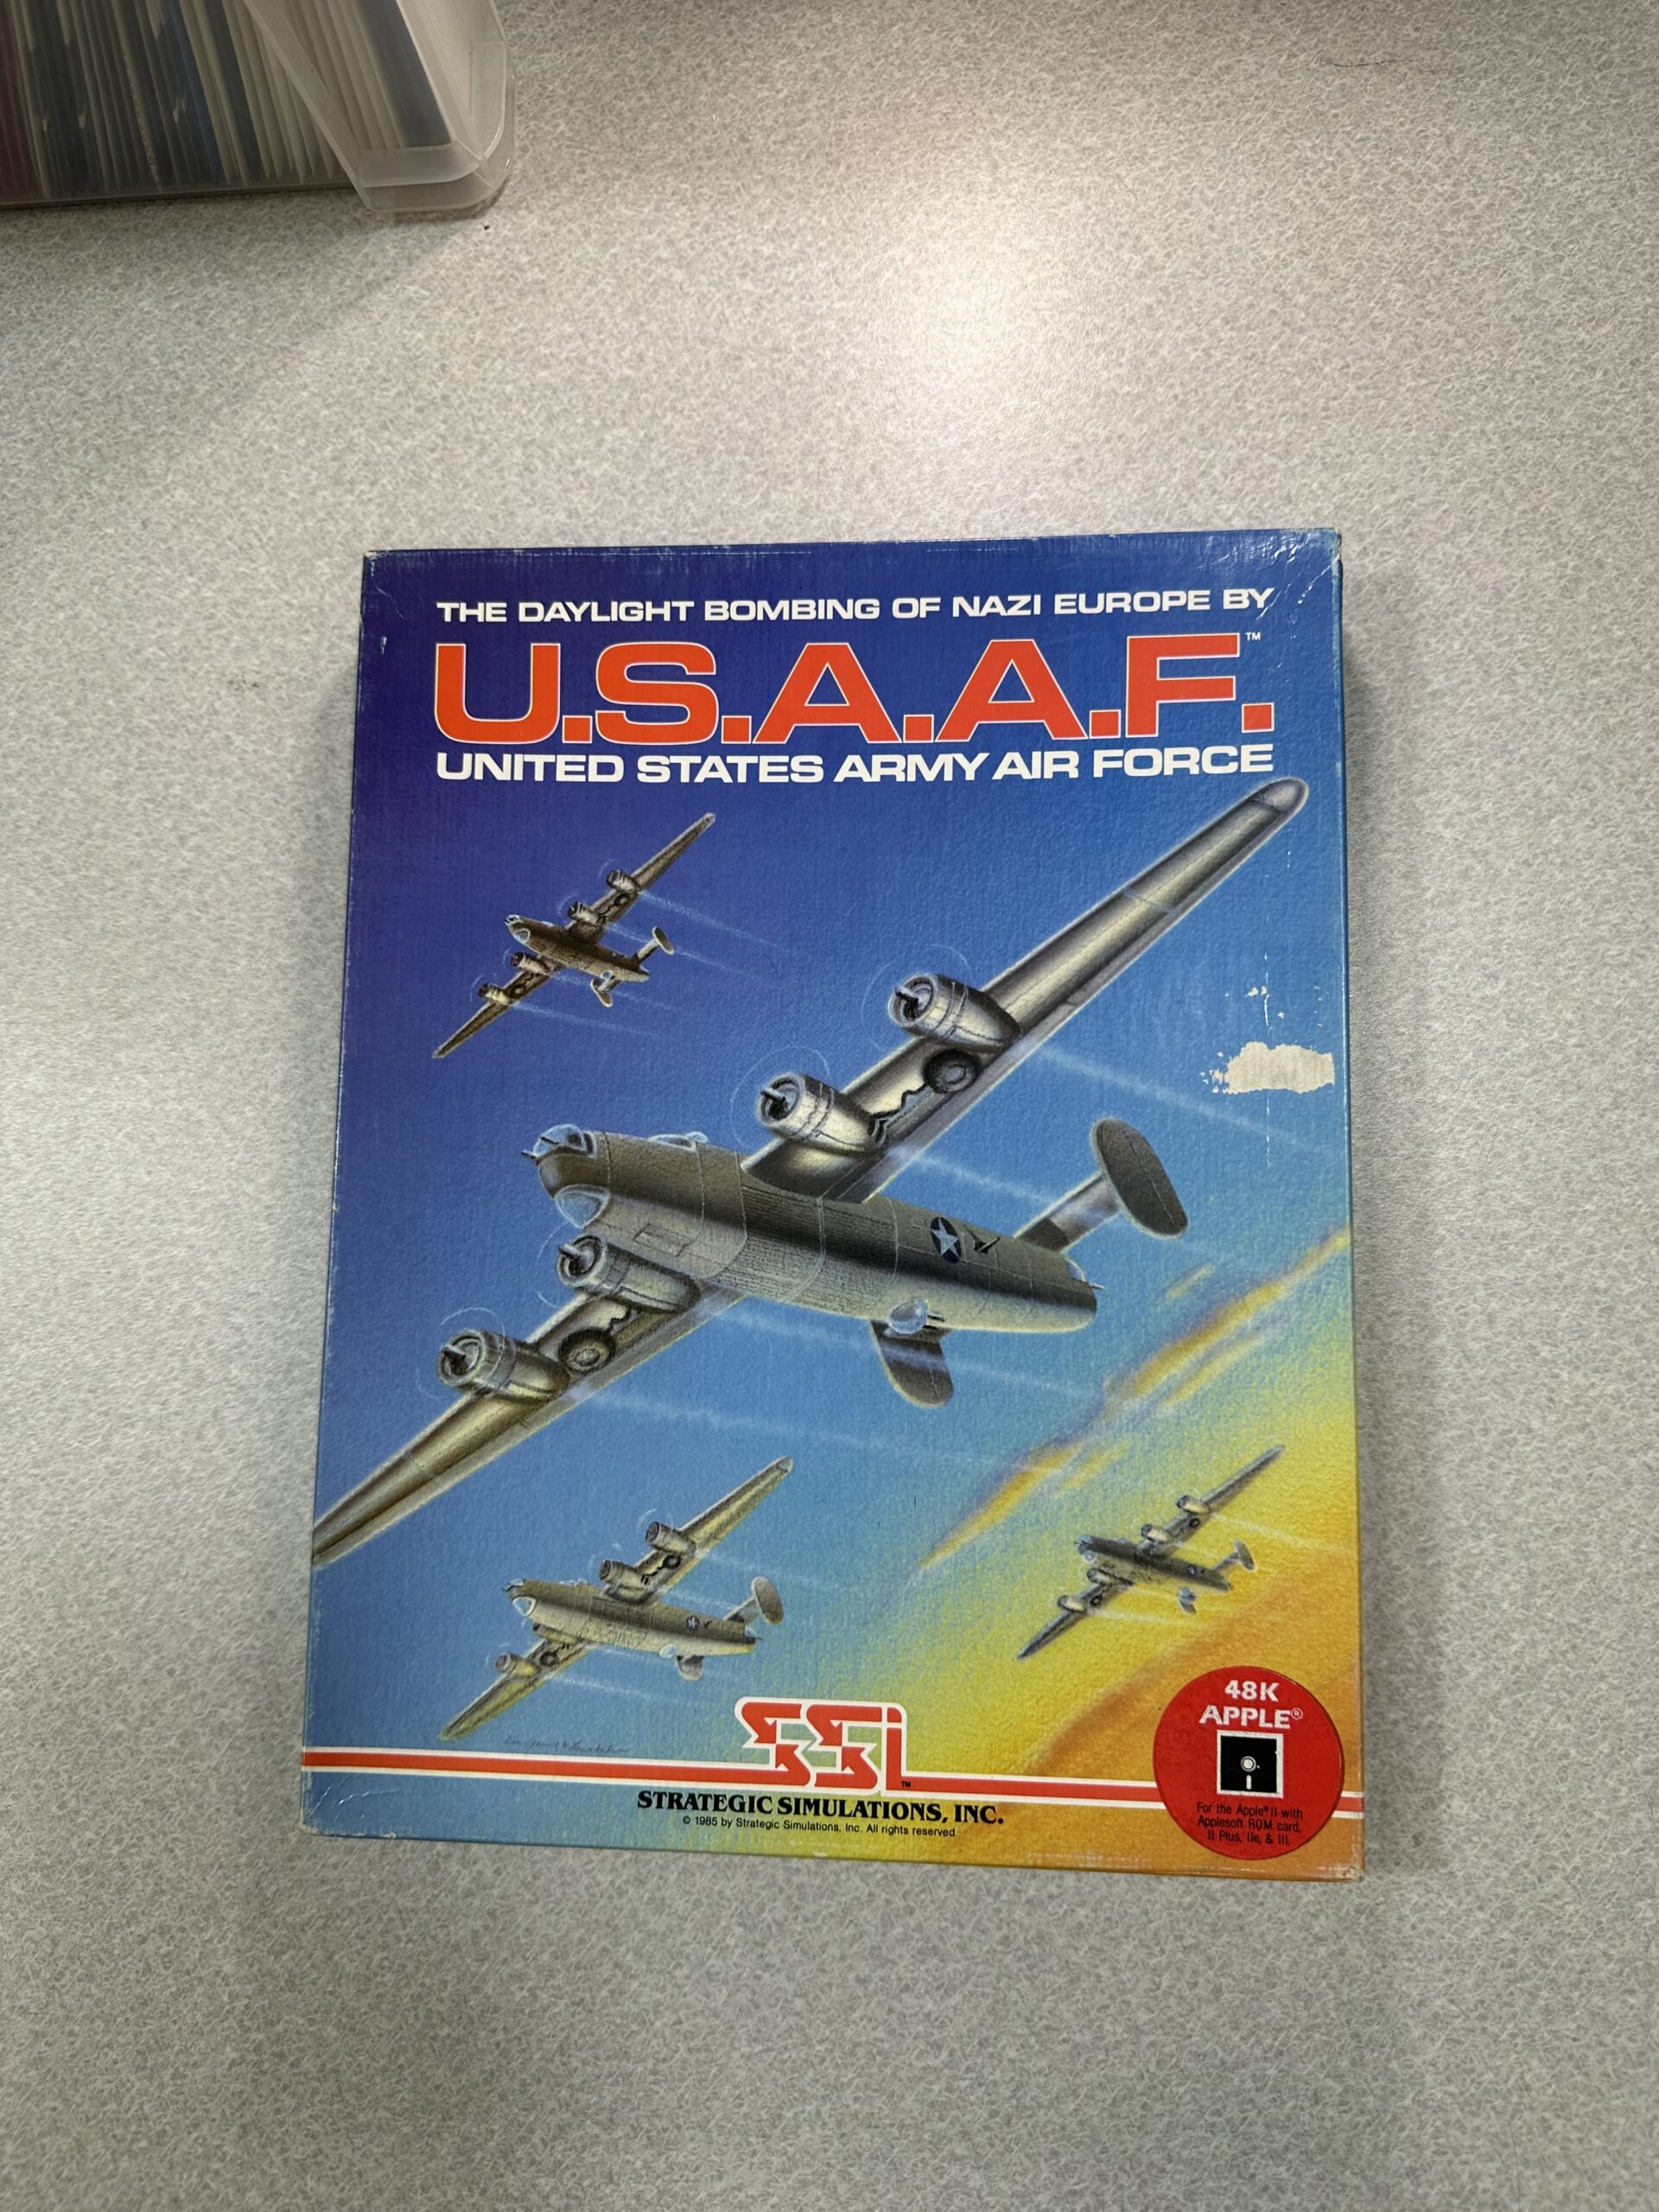 THE DAYLIGHT BOMBING OF NAZI EUROPE BY
U.S.A.A.F.™
UNITED STATES ARMY AIR FORCE
SSI™
STRATEGIC SIMULATIONS, INC.
© 1985 by Strategic Simulations, Inc. All rights reserved.
48K
APPLE®
For the Apple® II with
Applesoft ROM card,
II Plus, IIe, & III.